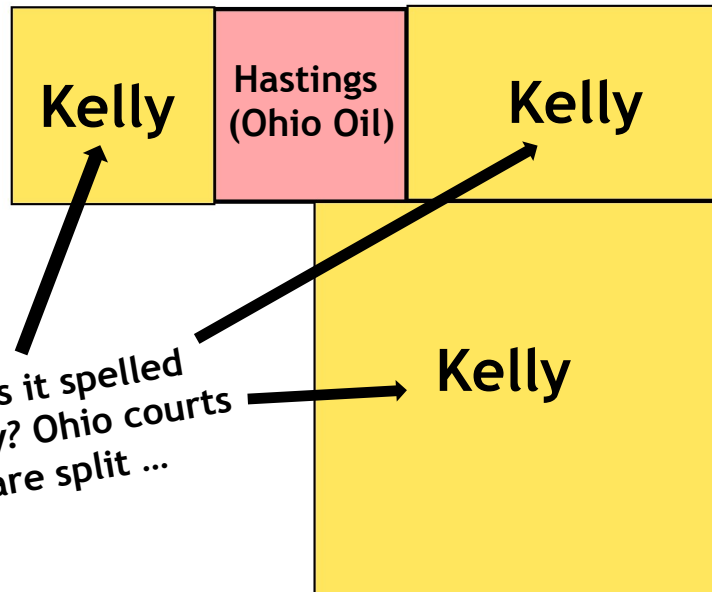 Kelly
Hastings
(Ohio Oil)
Kelly
Kelly
it spelled
? Ohio courts
are split ...